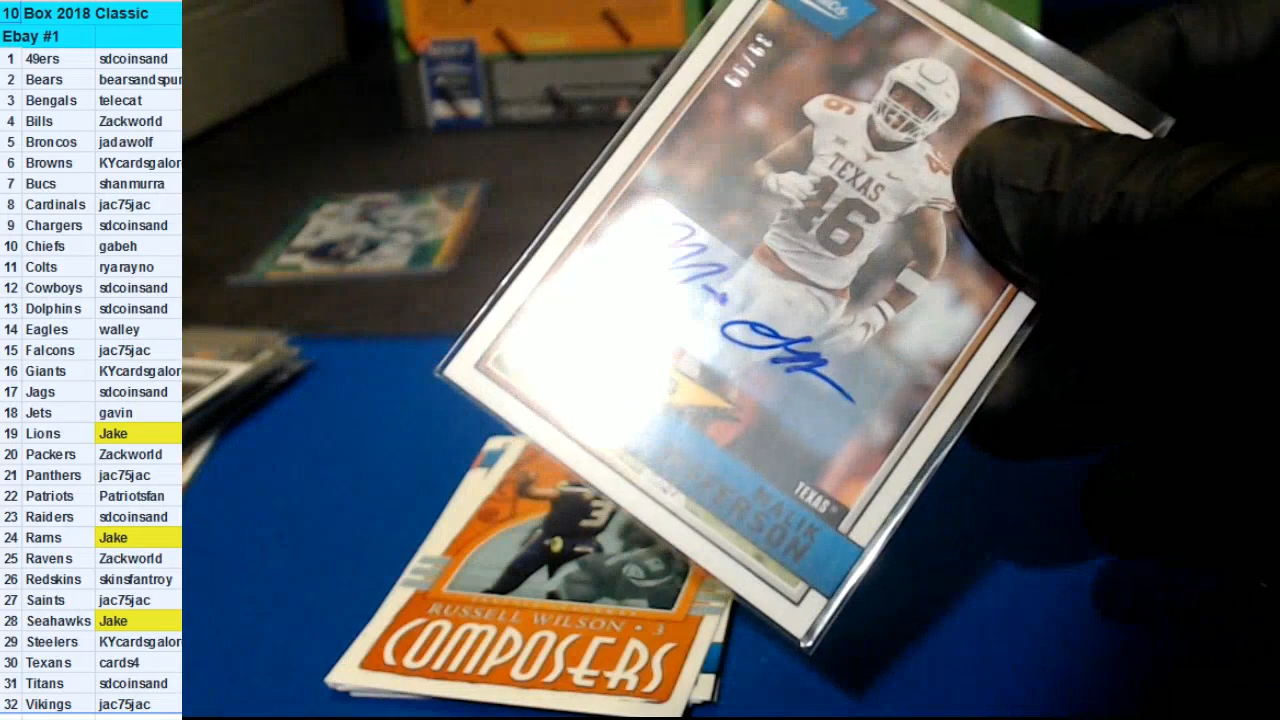 10 Box 2018 Classic
Ebay #1
1 49ers sdcoinsand
2 Bears bearsandspur
3 Bengals telecat
4 Bills Zackworld
5 Broncos jadawolf
6 Browns KYcardsgalor
7 Bucs shanmurra
8 Cardinals jac75jac
9 Chargers sdcoinsand
10 Chiefs gabeh
11 Colts ryarayno
12 Cowboys sdcoinsand
13 Dolphins sdcoinsand
14 Eagles walley
15 Falcons jac75jac
16 Giants KYcardsgalor
17 Jags sdcoinsand
18 Jets gavin
19 Lions Jake
20 Packers Zackworld
21 Panthers jac75jac
22 Patriots Patriotsfan
23 Raiders sdcoinsand
24 Rams Jake
25 Ravens Zackworld
26 Redskins skinsfantroy
27 Saints jac75jac
28 Seahawks Jake
29 Steelers KYcardsgalor
30 Texans cards4
31 Titans sdcoinsand
32 Vikings jac75jac
TEXAS
46
TEXAS
MALIK
JEFFERSON
3
RUSSELL WILSON • 3
COMPOSERS